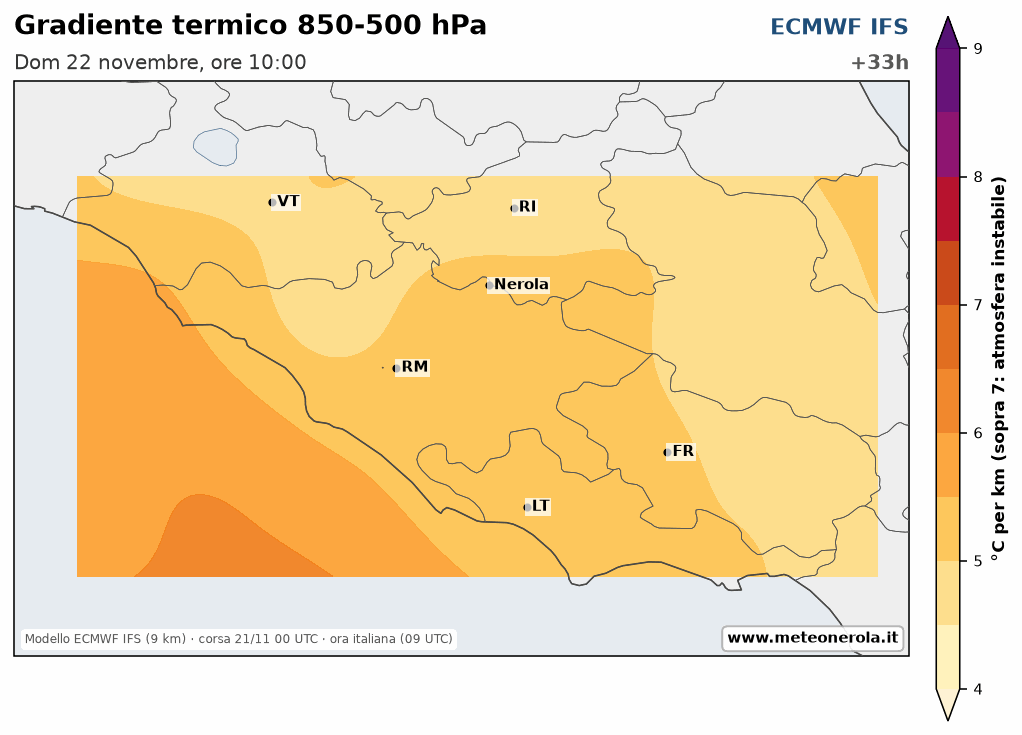 Gradiente termico 850-500 hPa
ECMWF IFS
Dom 22 novembre, ore 10:00
+33h
VT
RI
Nerola
RM
FR
LT
Modello ECMWF IFS (9 km) · corsa 21/11 00 UTC · ora italiana (09 UTC)
www.meteonerola.it
9
8
7
6
5
4
°C per km (sopra 7: atmosfera instabile)